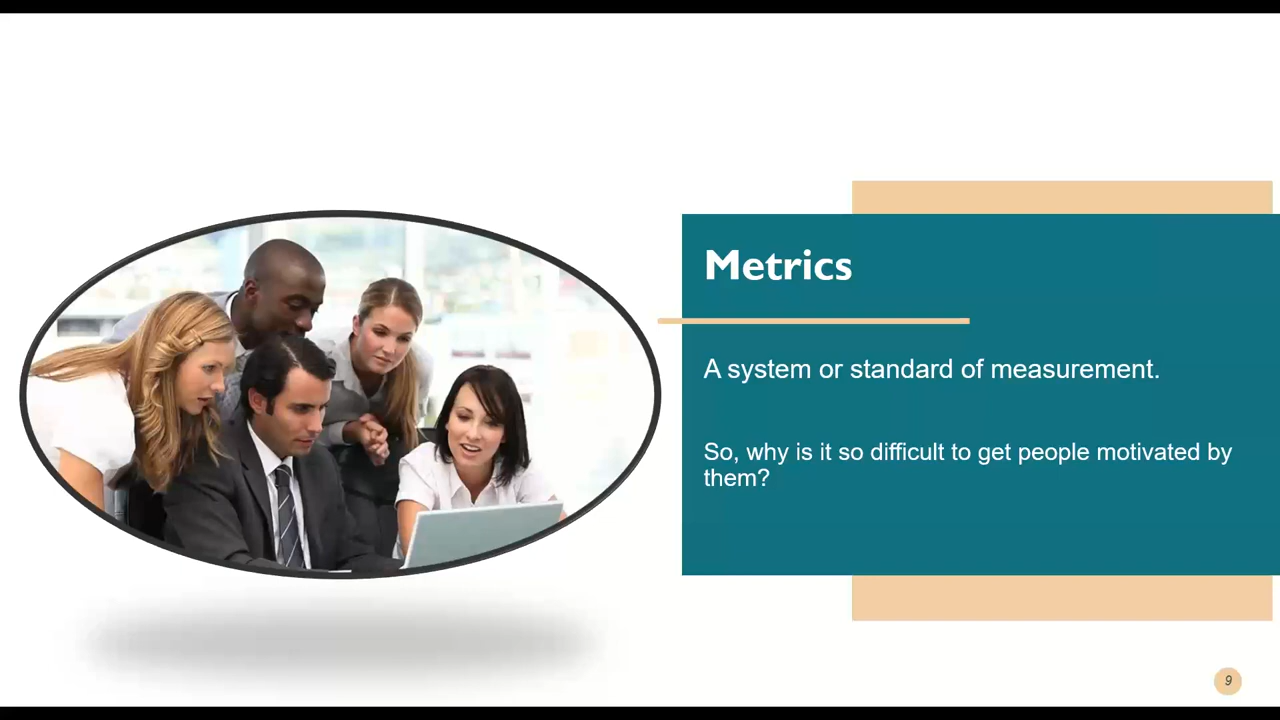 Metrics
A system or standard of measurement.
So, why is it so difficult to get people motivated by
them?
9